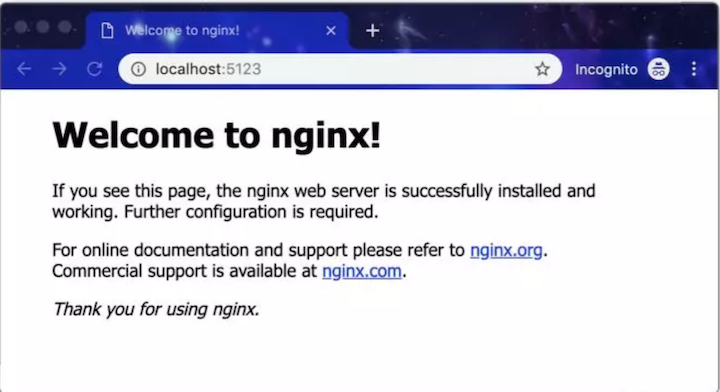 Welcome to nginx!
localhost:5123
Incognito
Welcome to nginx!
If you see this page, the nginx web server is successfully installed and
working. Further configuration is required.
For online documentation and support please refer to nginx.org.
Commercial support is available at nginx.com.
Thank you for using nginx.